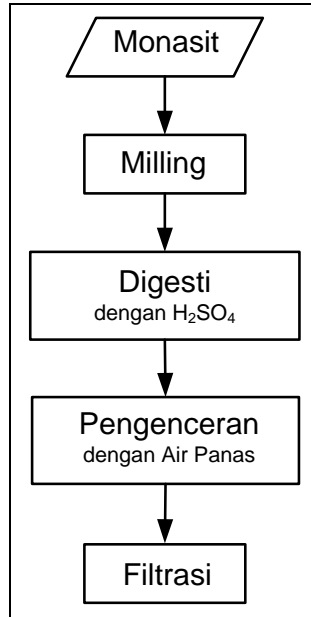 Monasit
Milling
Digesti
dengan H₂SO₄
Pengenceran
dengan Air Panas
Filtrasi